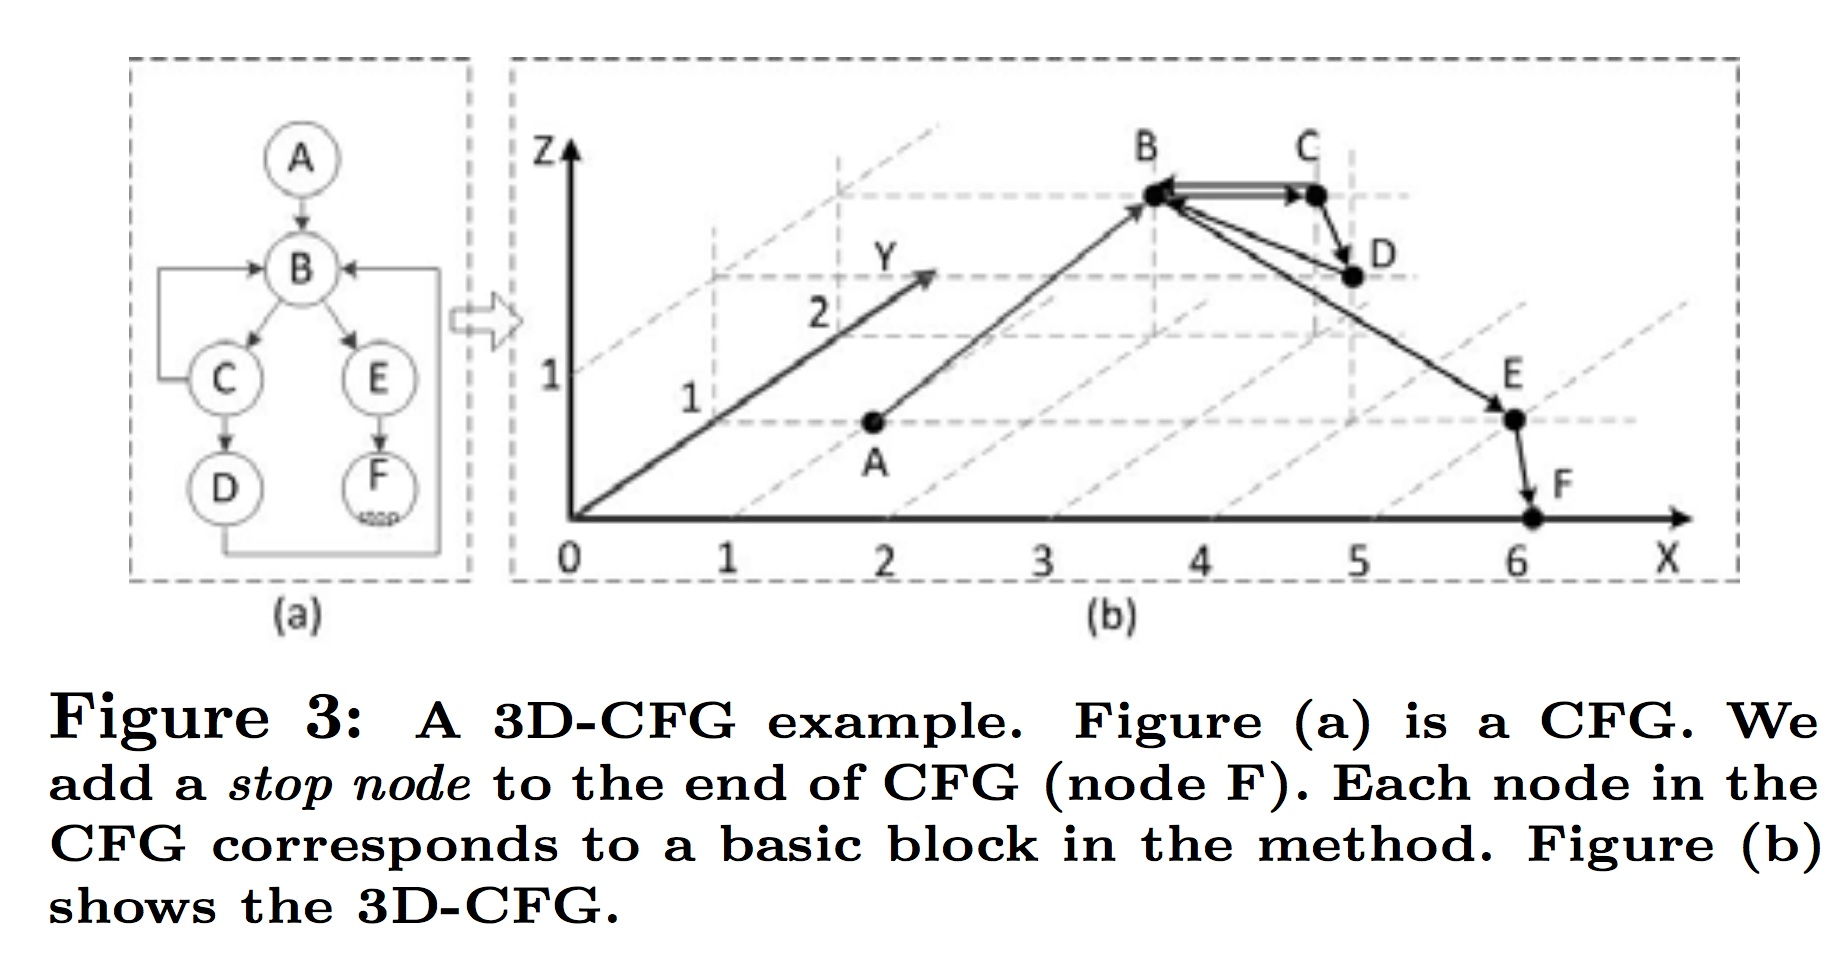 A
B
C
E
D
F
stop
(a)
Z
B
C
Y
D
2
1
1
E
A
F
0 1 2 3 4 5 6 X
(b)
Figure 3: A 3D-CFG example. Figure (a) is a CFG. We
add a stop node to the end of CFG (node F). Each node in the
CFG corresponds to a basic block in the method. Figure (b)
shows the 3D-CFG.